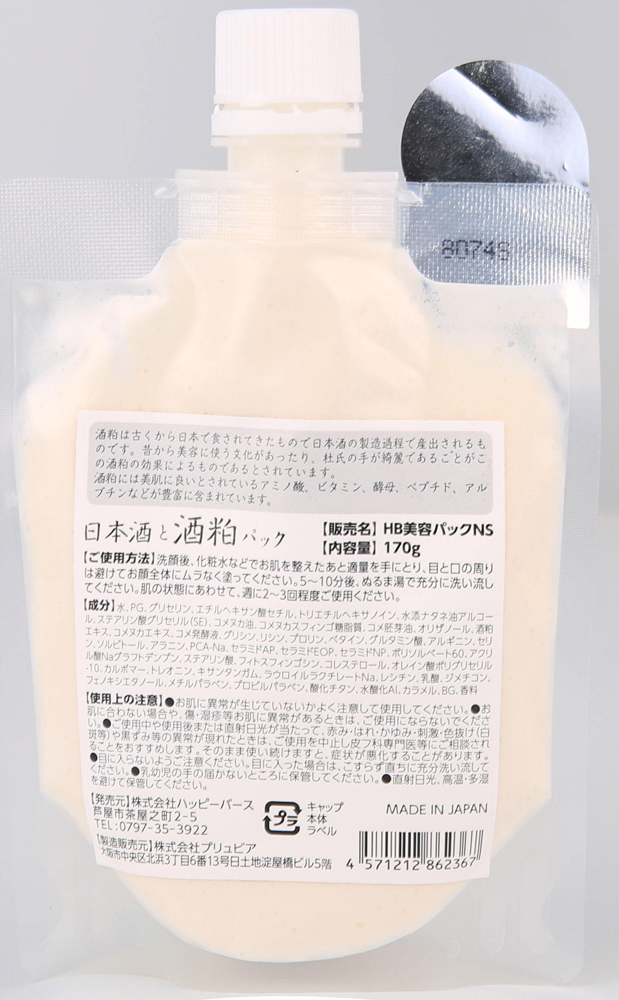 80748
酒粕は古くから日本で食されてきたもので日本酒の製造過程で産出されるも
のです。昔から美容に使う文化があったり、杜氏の手が綺麗であることがこ
の酒粕の効果によるものであるとされています。
酒粕には美肌に良いとされているアミノ酸、ビタミン、酵母、ペプチド、アル
ブチンなどが豊富に含まれています。
日本酒と酒粕パック
【販売名】HB美容パックNS
【内容量】170g
【ご使用方法】洗顔後、化粧水などでお肌を整えたあと適量を手にとり、目と口の周り
は避けてお顔全体にムラなく塗ってください。5〜10分後、ぬるま湯で充分に洗い流し
てください。肌の状態にあわせて、週に2〜3回程度ご使用ください。
【成分】水、PG、グリセリン、エチルヘキサン酸セチル、トリエチルヘキサノイン、水添ナタネ油アルコー
ル、ステアリン酸グリセリル(SE)、コメヌカ油、コメヌカスフィンゴ糖脂質、コメ胚芽油、オリザノール、酒粕
エキス、コメヌカエキス、コメ発酵液、グリシン、リシン、プロリン、ベタイン、グルタミン酸、アルギニン、セリ
ン、ソルビトール、アラニン、PCA-Na、セラミドAP、セラミドEOP、セラミドNP、ポリソルベート60、アクリ
ル酸Naグラフトデンプン、ステアリン酸、フィトスフィンゴシン、コレステロール、オレイン酸ポリグリセリル
-10、カルボマー、トレオニン、キサンタンガム、ラウロイルラクチレートNa、レシチン、乳酸、ジメチコン、
フェノキシエタノール、メチルパラベン、プロピルパラベン、酸化チタン、水酸化Al、カラメル、BG、香料
【使用上の注意】●お肌に異常が生じていないかよく注意して使用してください。●お
肌に合わない場合や、傷・湿疹等お肌に異常があるときは、ご使用にならないでくださ
い。●ご使用中や使用後または直射日光が当たって、赤み・はれ・かゆみ・刺激・色抜け(白
斑等)や黒ずみ等の異常が現れたときは、ご使用を中止し皮フ科専門医等にご相談され
ることをおすすめします。そのまま使い続けますと、症状が悪化することがあります。
●目に入らないようご注意ください。目に入った場合は、こすらず直ちに充分洗い流して
ください。●乳幼児の手の届かないところに保管してください。●直射日光、高温・多湿
を避けて保管してください。
【発売元】株式会社ハッピーバース
芦屋市茶屋之町2-5
TEL:0797-35-3922
プラ
キャップ
本体
ラベル
MADE IN JAPAN
【製造販売元】株式会社プリュビア
大阪市中央区北浜3丁目6番13号日土地淀屋橋ビル5階
4 571212 862367